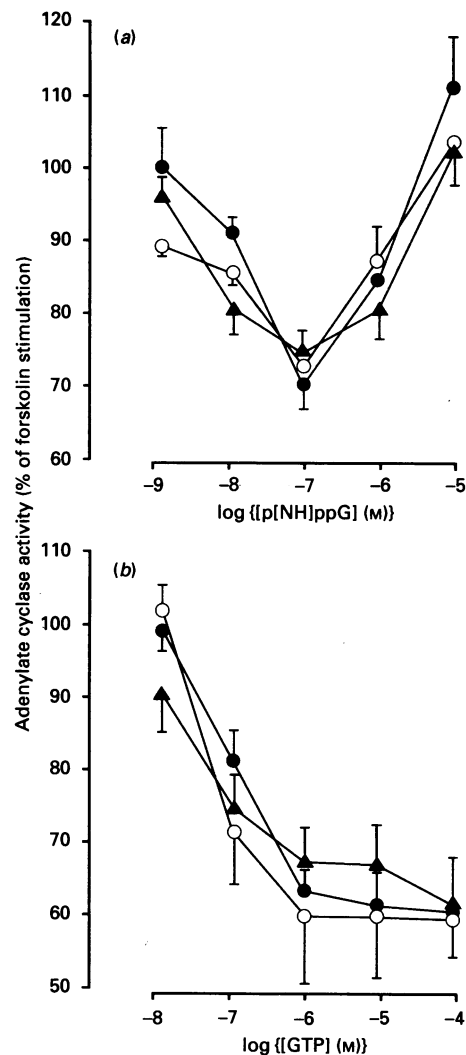 Adenylate cyclase activity (% of forskolin stimulation)
(a)
120
110
100
90
80
70
60
-9 -8 -7 -6 -5
log {[p[NH]ppG] (M)}
(b)
110
100
90
80
70
60
50
-8 -7 -6 -5 -4
log {[GTP] (M)}